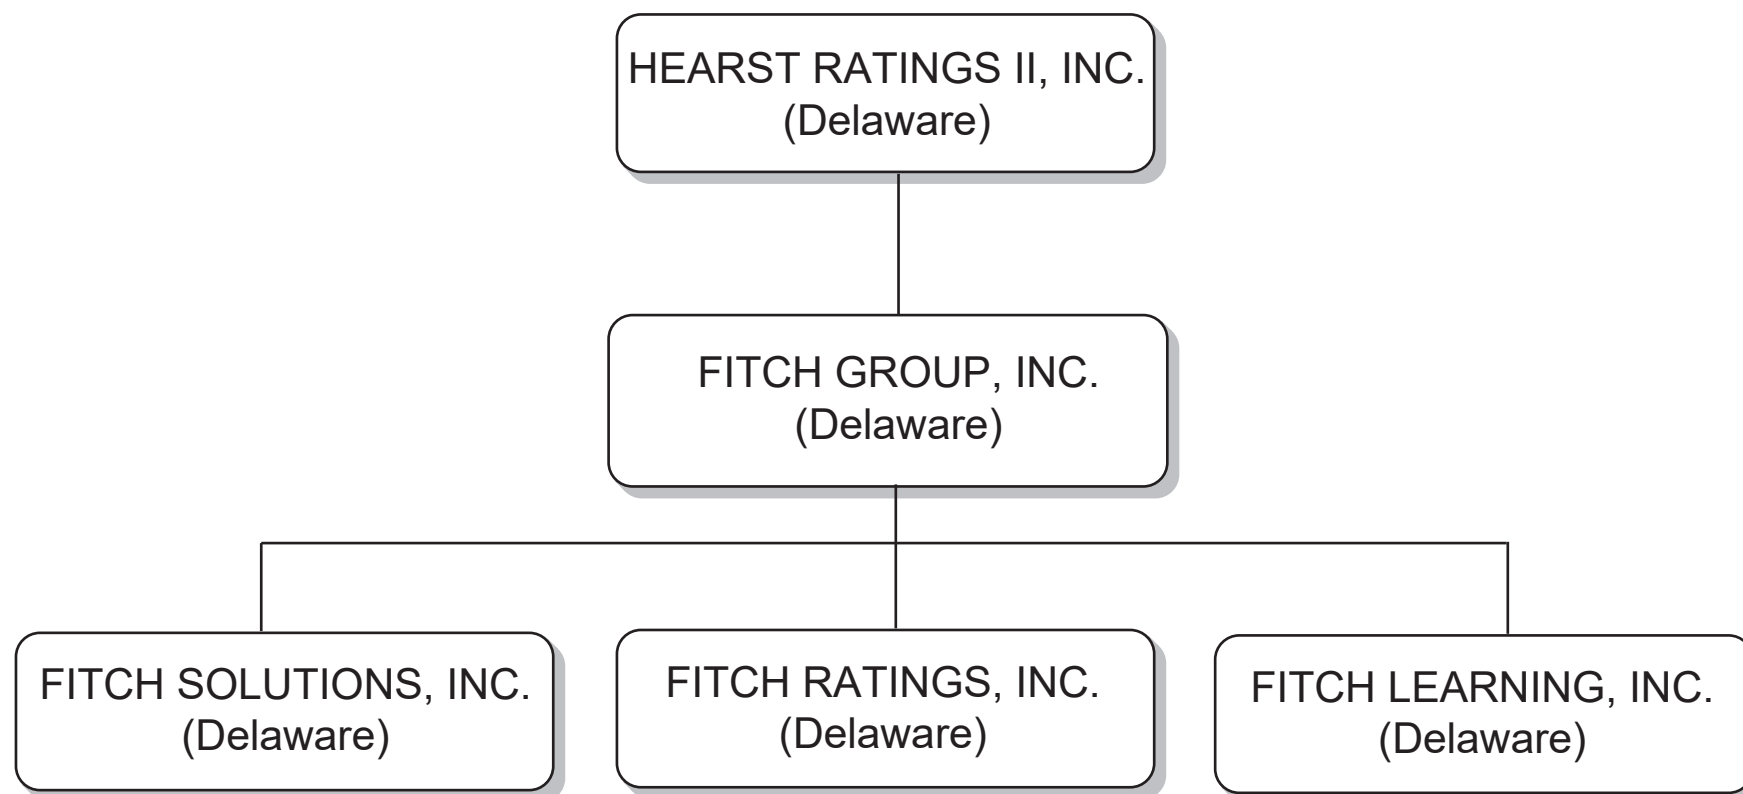 HEARST RATINGS II, INC.
(Delaware)
FITCH GROUP, INC.
(Delaware)
FITCH SOLUTIONS, INC.
(Delaware)
FITCH RATINGS, INC.
(Delaware)
FITCH LEARNING, INC.
(Delaware)